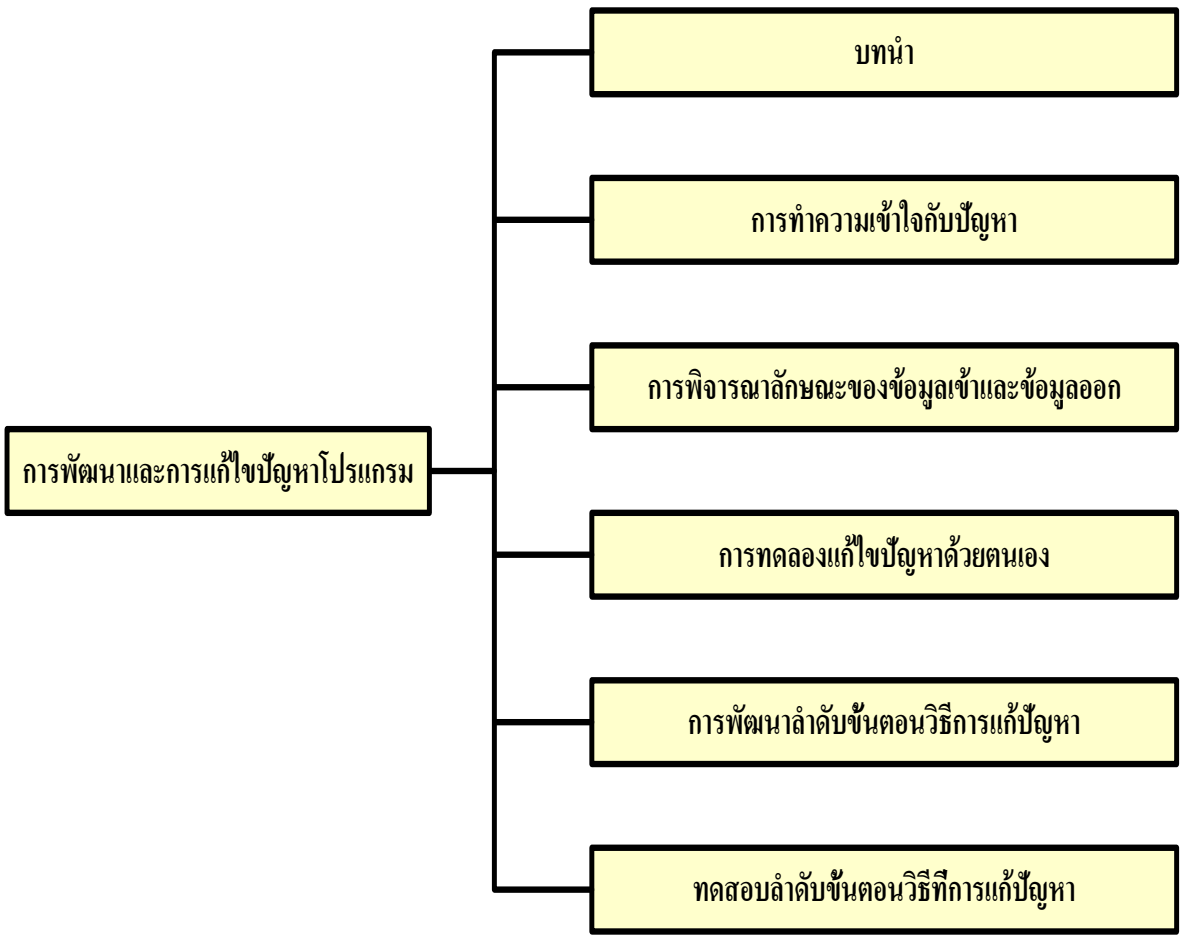 บทนำ
การทำความเข้าใจกับปัญหา
การพิจารณาลักษณะของข้อมูลเข้าและข้อมูลออก
การพัฒนาและการแก้ไขปัญหาโปรแกรม
การทดลองแก้ไขปัญหาด้วยตนเอง
การพัฒนาลำดับขั้นตอนวิธีการแก้ปัญหา
ทดสอบลำดับขั้นตอนวิธีที่การแก้ปัญหา